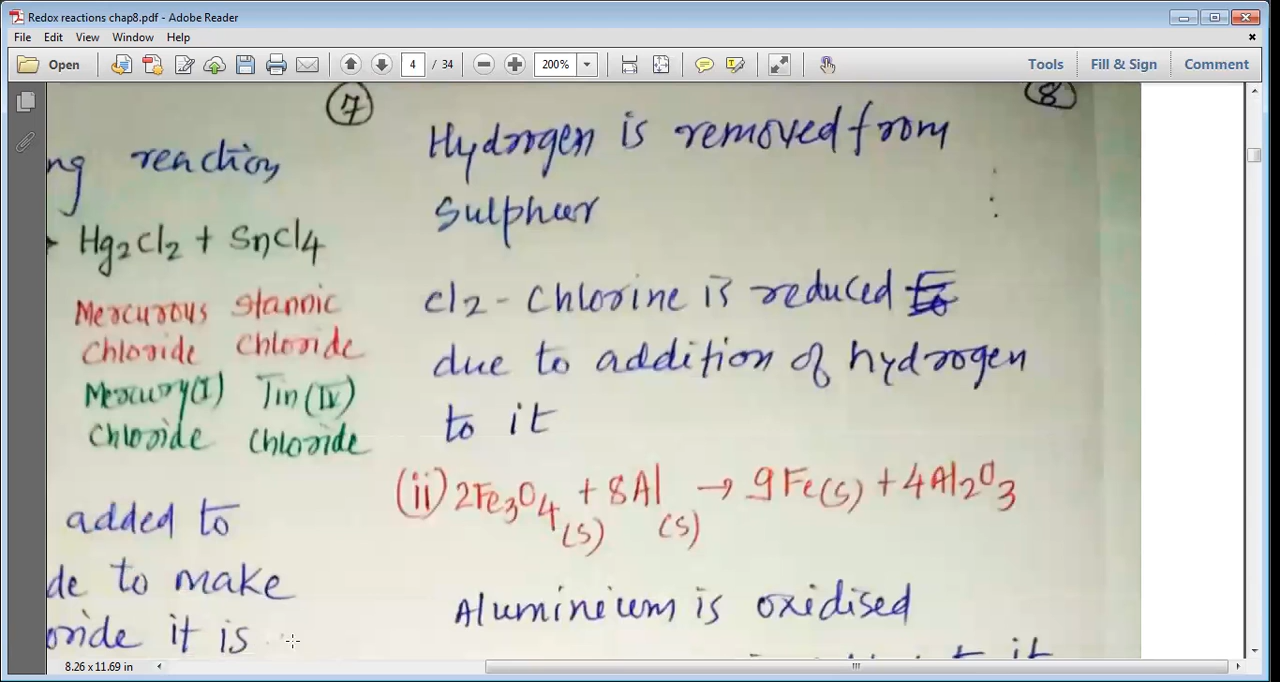 Redox reactions chap8.pdf - Adobe Reader
File Edit View Window Help
Open 4 / 34 200% Tools Fill & Sign Comment
7
ng reaction
Hg2Cl2 + SnCl4
Mercurous Stannic
Chloride Chloride
Mercury(I) Tin(IV)
Chloride Chloride
added to
de to make
oride it is
8
Hydrogen is removed from
Sulphur
Cl2 - Chlorine is reduced
due to addition of hydrogen
to it
(ii) 2Fe3O4(s) + 8Al(s) → 9Fe(s) + 4Al2O3
Aluminium is oxidised
it
8.26 x 11.69 in